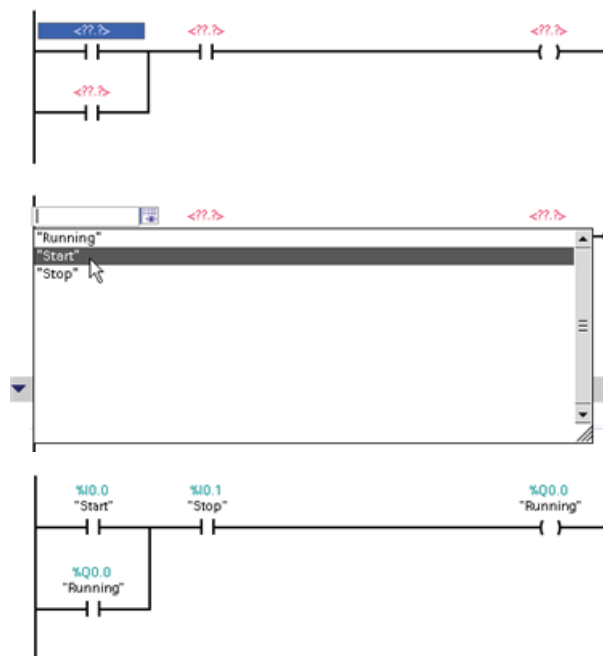 <??.?> <??.?> <??.?>
<??.?>
<??.?> <??.?>
"Running"
"Start"
"Stop"
%I0.0 %I0.1 %Q0.0
"Start" "Stop" "Running"
%Q0.0
"Running"